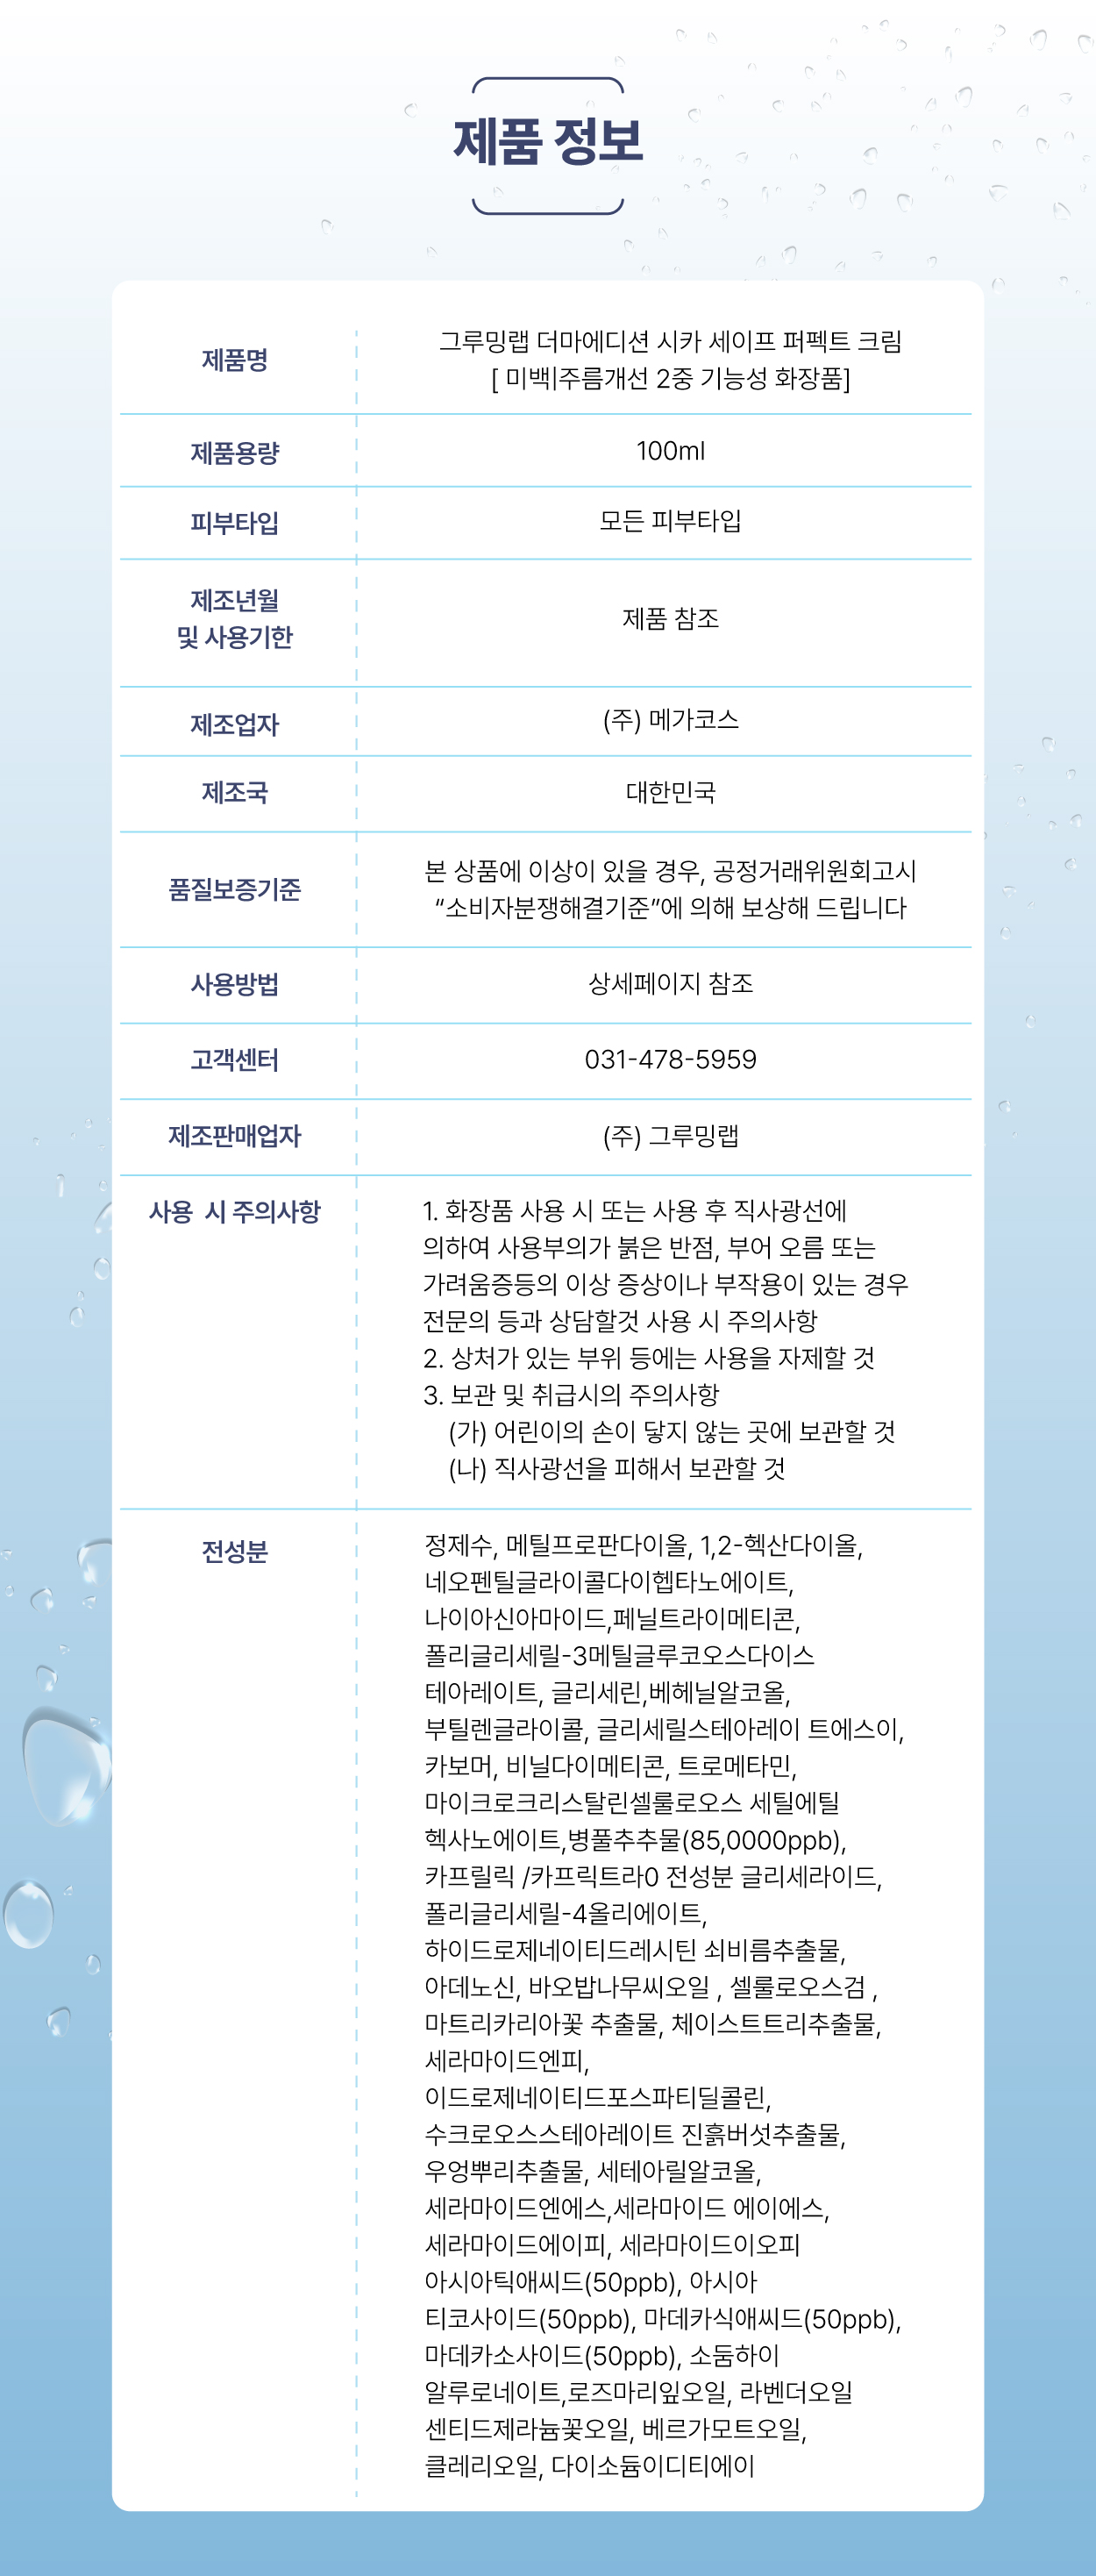 제품 정보
제품명
그루밍랩 더마에디션 시카 세이프 퍼펙트 크림
[ 미백|주름개선 2중 기능성 화장품]
제품용량
100ml
피부타입
모든 피부타입
제조년월
및 사용기한
제품 참조
제조업자
(주) 메가코스
제조국
대한민국
품질보증기준
본 상품에 이상이 있을 경우, 공정거래위원회고시
“소비자분쟁해결기준”에 의해 보상해 드립니다
사용방법
상세페이지 참조
고객센터
031-478-5959
제조판매업자
(주) 그루밍랩
사용 시 주의사항
1. 화장품 사용 시 또는 사용 후 직사광선에
의하여 사용부의가 붉은 반점, 부어 오름 또는
가려움증등의 이상 증상이나 부작용이 있는 경우
전문의 등과 상담할것 사용 시 주의사항
2. 상처가 있는 부위 등에는 사용을 자제할 것
3. 보관 및 취급시의 주의사항
(가) 어린이의 손이 닿지 않는 곳에 보관할 것
(나) 직사광선을 피해서 보관할 것
전성분
정제수, 메틸프로판다이올, 1,2-헥산다이올,
네오펜틸글라이콜다이헵타노에이트,
나이아신아마이드,페닐트라이메티콘,
폴리글리세릴-3메틸글루코오스다이스
테아레이트, 글리세린,베헤닐알코올,
부틸렌글라이콜, 글리세릴스테아레이 트에스이,
카보머, 비닐다이메티콘, 트로메타민,
마이크로크리스탈린셀룰로오스 세틸에틸
헥사노에이트,병풀추추물(85,0000ppb),
카프릴릭 /카프릭트라0 전성분 글리세라이드,
폴리글리세릴-4올리에이트,
하이드로제네이티드레시틴 쇠비름추출물,
아데노신, 바오밥나무씨오일 , 셀룰로오스검 ,
마트리카리아꽃 추출물, 체이스트트리추출물,
세라마이드엔피,
이드로제네이티드포스파티딜콜린,
수크로오스스테아레이트 진흙버섯추출물,
우엉뿌리추출물, 세테아릴알코올,
세라마이드엔에스,세라마이드 에이에스,
세라마이드에이피, 세라마이드이오피
아시아틱애씨드(50ppb), 아시아
티코사이드(50ppb), 마데카식애씨드(50ppb),
마데카소사이드(50ppb), 소둠하이
알루로네이트,로즈마리잎오일, 라벤더오일
센티드제라늄꽃오일, 베르가모트오일,
클레리오일, 다이소듐이디티에이